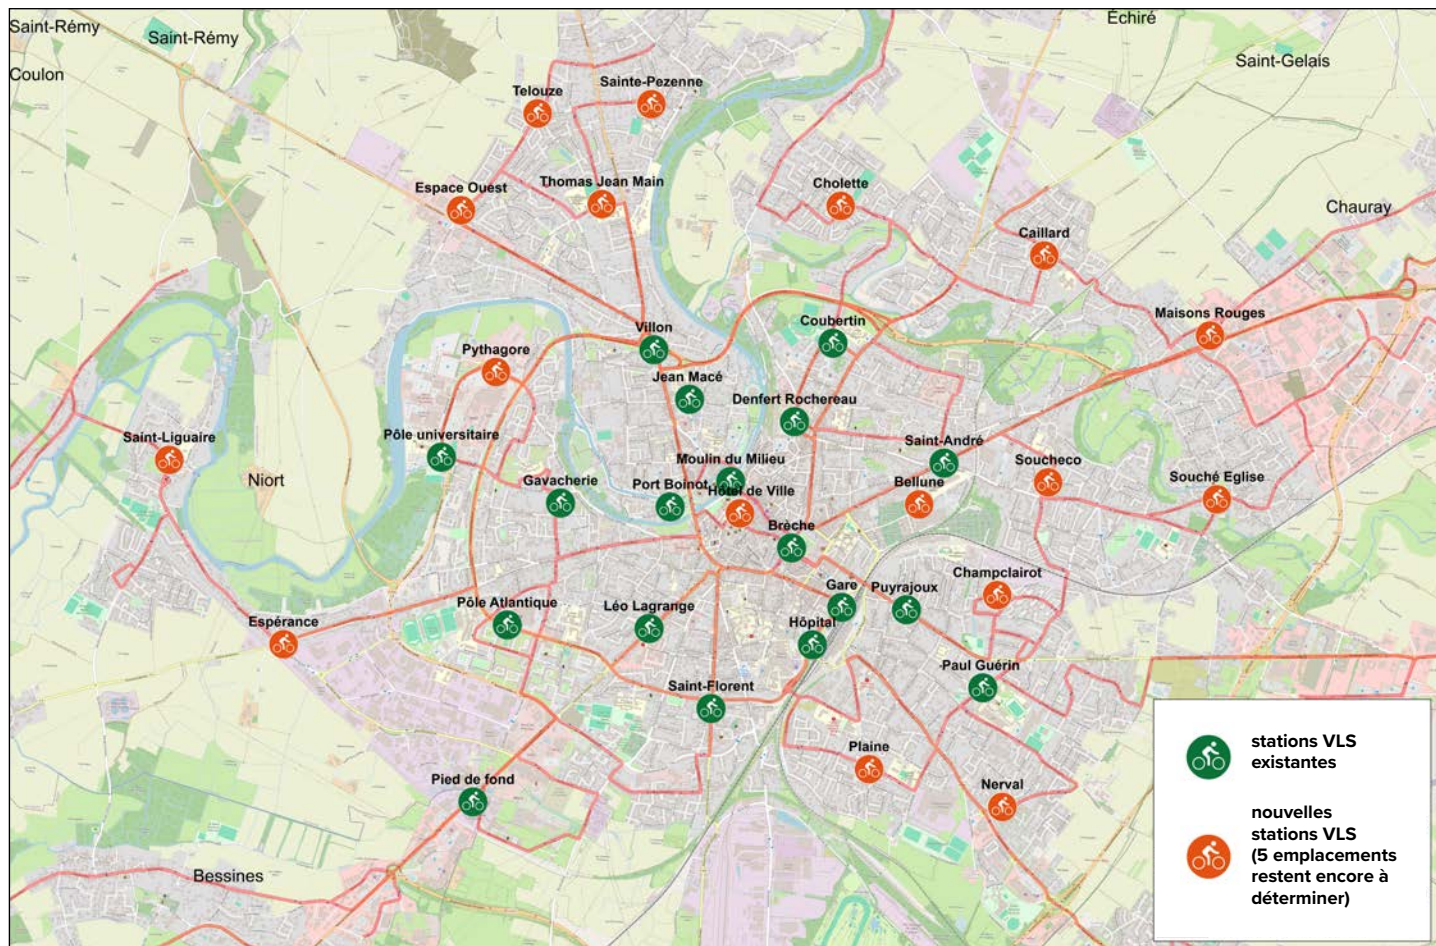 Échiré
Saint-Rémy
Saint-Rémy
Saint-Gelais
Coulon
Sainte-Pezenne
Telouze
Thomas Jean Main
Cholette
Espace Ouest
Chauray
Caillard
Maisons Rouges
Coubertin
Villon
Pythagore
Jean Macé
Denfert Rochereau
Saint-Liguaire
Pôle universitaire
Saint-André
Moulin du Milieu
Soucheco
Niort
Gavacherie
Port Boinot
Hôtel de Ville
Bellune
Souché Eglise
Brèche
Champclairot
Gare
Puyrajoux
Pôle Atlantique
Léo Lagrange
Espérance
Hôpital
Paul Guérin
Saint-Florent
Plaine
Pied de fond
Nerval
Bessines
stations VLS
existantes
nouvelles
stations VLS
(5 emplacements
restent encore à
déterminer)